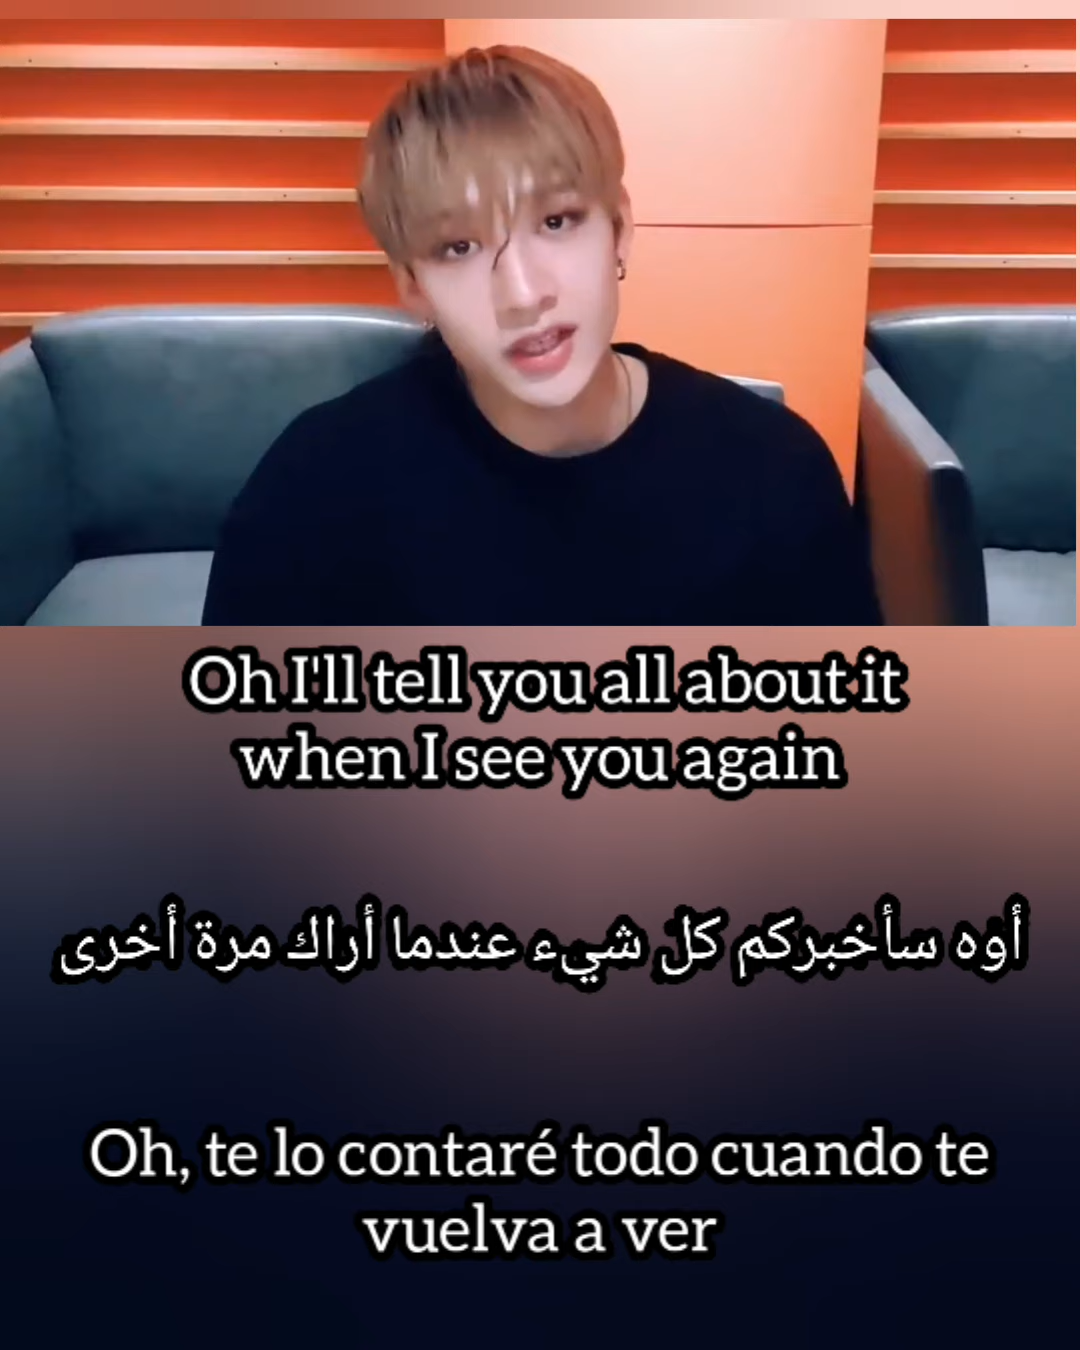 Oh I'll tell you all about it
when I see you again
أوه سأخبركم كل شيء عندما أراك مرة أخرى
Oh, te lo contaré todo cuando te
vuelva a ver